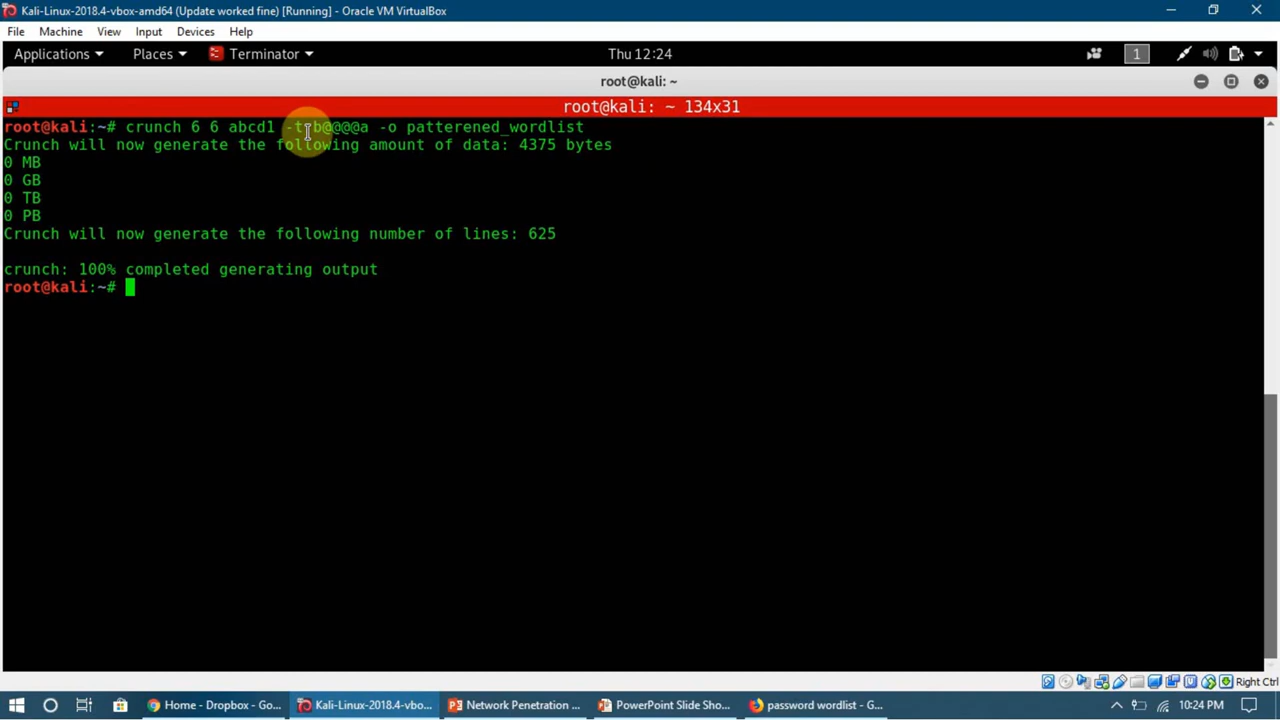 Kali-Linux-2018.4-vbox-amd64 (Update worked fine) [Running] - Oracle VM VirtualBox
File Machine View Input Devices Help
Applications Places Terminator Thu 12:24 1
root@kali: ~
root@kali: ~ 134x31
root@kali:~# crunch 6 6 abcd1 -t b@@@@a -o patterened_wordlist
Crunch will now generate the following amount of data: 4375 bytes
0 MB
0 GB
0 TB
0 PB
Crunch will now generate the following number of lines: 625
crunch: 100% completed generating output
root@kali:~#
Right Ctrl
Home - Dropbox - Go... Kali-Linux-2018.4-vbo... Network Penetration ... PowerPoint Slide Sho... password wordlist - G... 10:24 PM